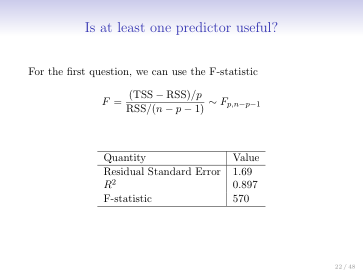 Is at least one predictor useful?
For the first question, we can use the F-statistic
F = (TSS − RSS)/p / RSS/(n − p − 1) ∼ Fp,n−p−1
Quantity Value
Residual Standard Error 1.69
R² 0.897
F-statistic 570
22 / 48